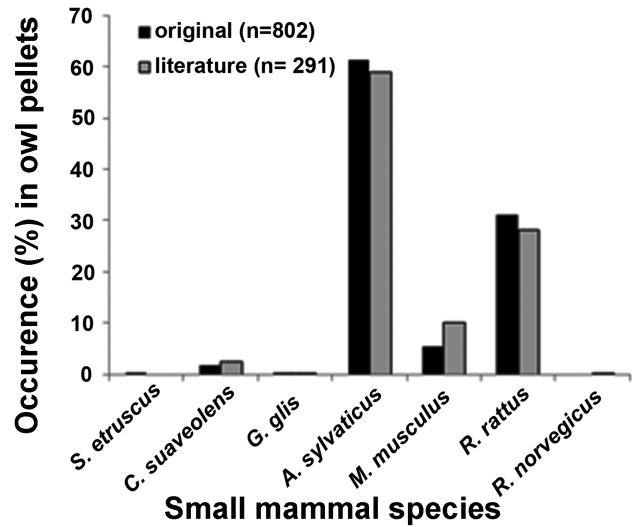 Occurence (%) in owl pellets
70
60
50
40
30
20
10
0
original (n=802)
literature (n= 291)
S. etruscus
C. suaveolens
G. glis
A. sylvaticus
M. musculus
R. rattus
R. norvegicus
Small mammal species